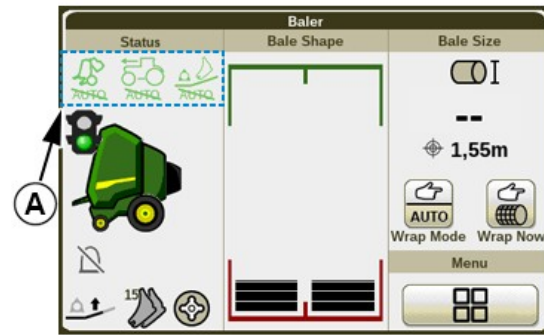 Baler
Status
Bale Shape
Bale Size
AUTO AUTO AUTO
I
--
1,55m
A
AUTO
Wrap Mode Wrap Now
Menu
15